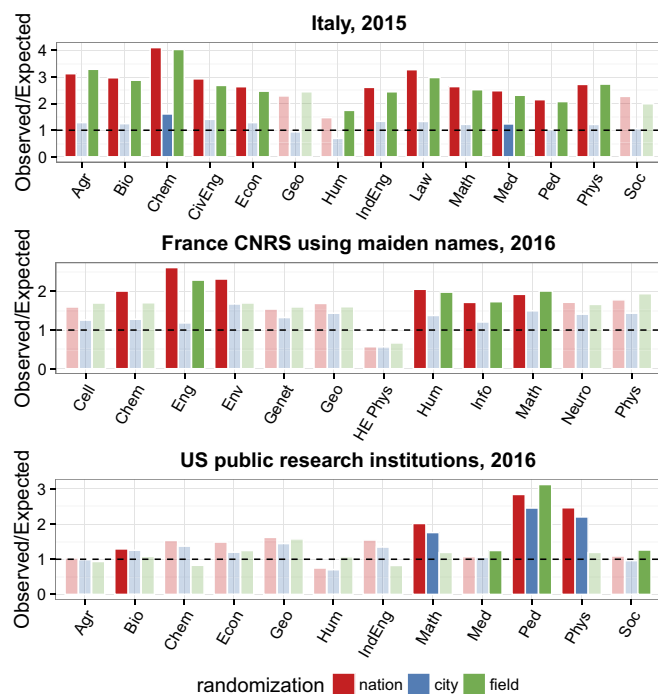 Italy, 2015
Observed/Expected
4
3
2
1
0
Agr Bio Chem CivEng Econ Geo Hum IndEng Law Math Med Ped Phys Soc
France CNRS using maiden names, 2016
Observed/Expected
2
1
0
Cell Chem Eng Env Genet Geo HE Phys Hum Info Math Neuro Phys
US public research institutions, 2016
Observed/Expected
3
2
1
0
Agr Bio Chem Econ Geo Hum IndEng Math Med Ped Phys Soc
randomization nation city field